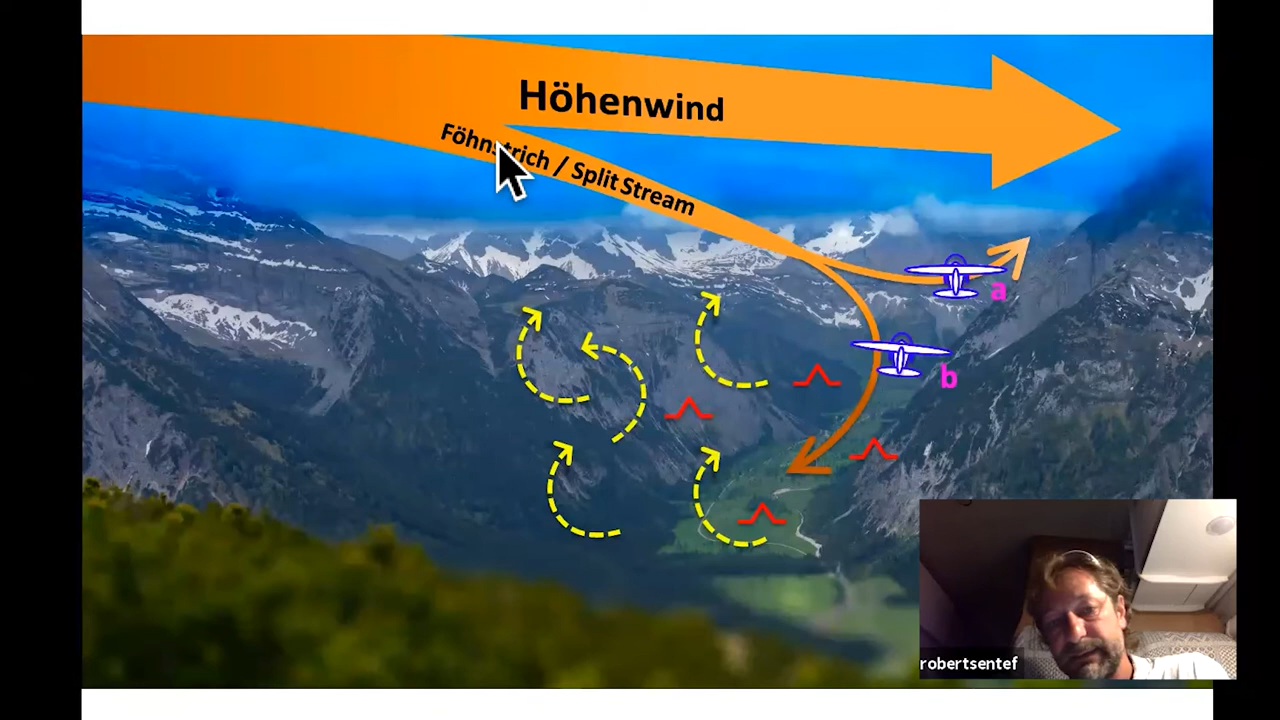 Höhenwind
Föhnstrich / Split Stream
a
b
robertsentef